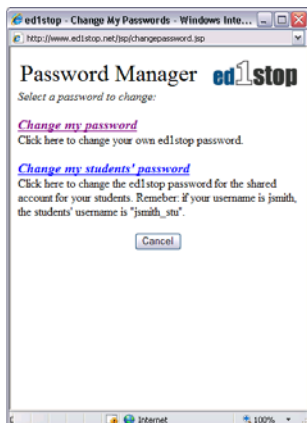 ed1stop - Change My Passwords - Windows Inte...
http://www.ed1stop.net/jsp/changepassword.jsp
Password Manager ed1stop
Select a password to change:
Change my password
Click here to change your own ed1stop password.
Change my students' password
Click here to change the ed1stop password for the shared
account for your students. Remeber: if your username is jsmith,
the students' username is "jsmith_stu".
Cancel
Internet 100%